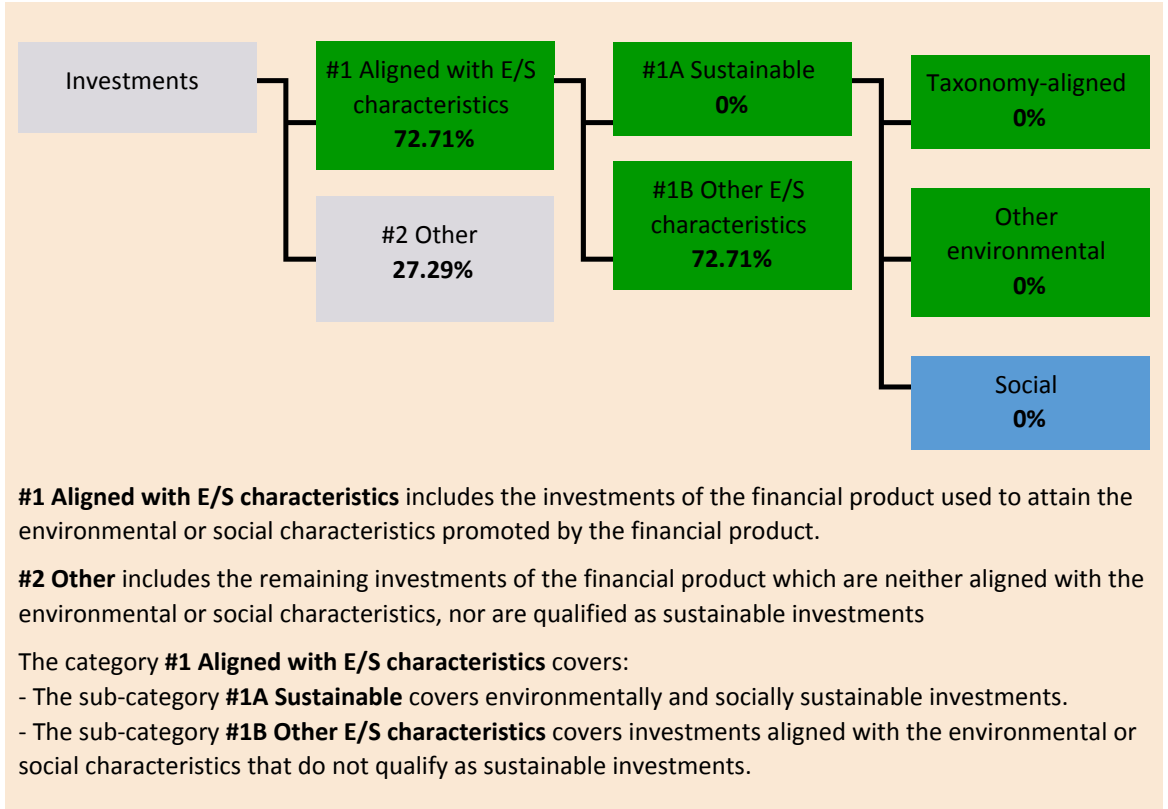 Investments
#1 Aligned with E/S
characteristics
72.71%
#2 Other
27.29%
#1A Sustainable
0%
#1B Other E/S
characteristics
72.71%
Taxonomy-aligned
0%
Other
environmental
0%
Social
0%
#1 Aligned with E/S characteristics includes the investments of the financial product used to attain the
environmental or social characteristics promoted by the financial product.
#2 Other includes the remaining investments of the financial product which are neither aligned with the
environmental or social characteristics, nor are qualified as sustainable investments
The category #1 Aligned with E/S characteristics covers:
- The sub-category #1A Sustainable covers environmentally and socially sustainable investments.
- The sub-category #1B Other E/S characteristics covers investments aligned with the environmental or
social characteristics that do not qualify as sustainable investments.